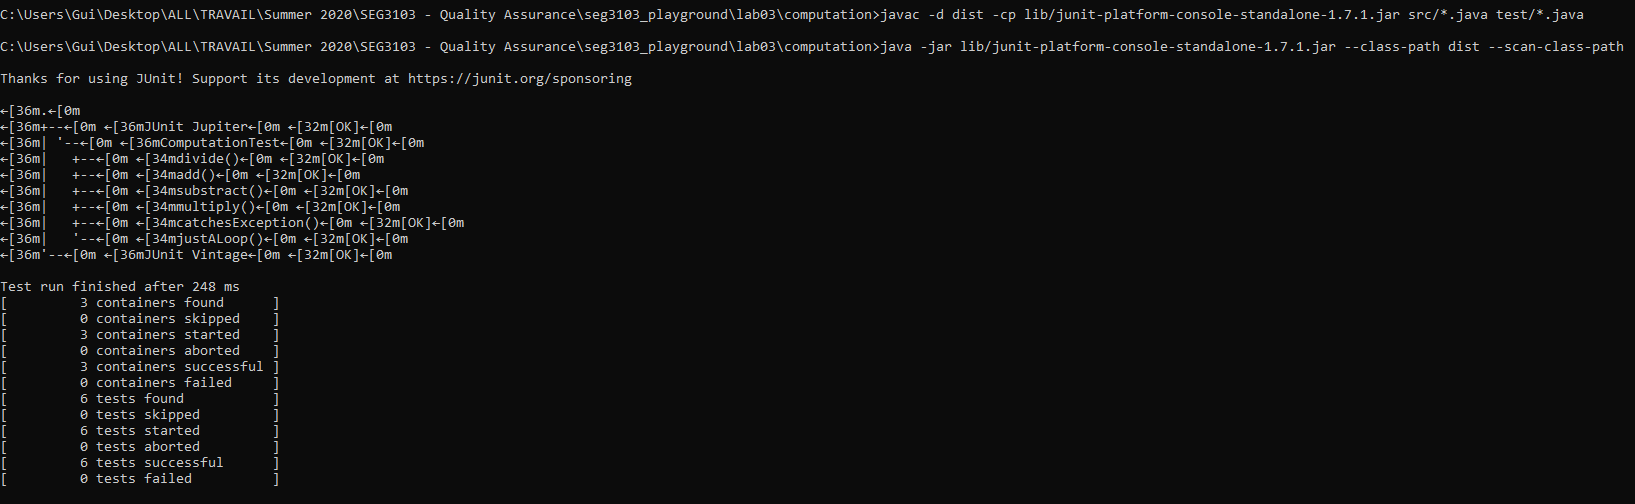 C:\Users\Gui\Desktop\ALL\TRAVAIL\Summer 2020\SEG3103 - Quality Assurance\seg3103_playground\lab03\computation>javac -d dist -cp lib/junit-platform-console-standalone-1.7.1.jar src/*.java test/*.java
C:\Users\Gui\Desktop\ALL\TRAVAIL\Summer 2020\SEG3103 - Quality Assurance\seg3103_playground\lab03\computation>java -jar lib/junit-platform-console-standalone-1.7.1.jar --class-path dist --scan-class-path
Thanks for using JUnit! Support its development at https://junit.org/sponsoring
←[36m.←[0m
←[36m+--←[0m ←[36mJUnit Jupiter←[0m ←[32m[OK]←[0m
←[36m| '--←[0m ←[36mComputationTest←[0m ←[32m[OK]←[0m
←[36m|   +--←[0m ←[34mdivide()←[0m ←[32m[OK]←[0m
←[36m|   +--←[0m ←[34madd()←[0m ←[32m[OK]←[0m
←[36m|   +--←[0m ←[34msubstract()←[0m ←[32m[OK]←[0m
←[36m|   +--←[0m ←[34mmultiply()←[0m ←[32m[OK]←[0m
←[36m|   +--←[0m ←[34mcatchesException()←[0m ←[32m[OK]←[0m
←[36m|   '--←[0m ←[34mjustALoop()←[0m ←[32m[OK]←[0m
←[36m'--←[0m ←[36mJUnit Vintage←[0m ←[32m[OK]←[0m
Test run finished after 248 ms
[         3 containers found      ]
[         0 containers skipped    ]
[         3 containers started    ]
[         0 containers aborted    ]
[         3 containers successful ]
[         0 containers failed     ]
[         6 tests found           ]
[         0 tests skipped         ]
[         6 tests started         ]
[         0 tests aborted         ]
[         6 tests successful      ]
[         0 tests failed          ]